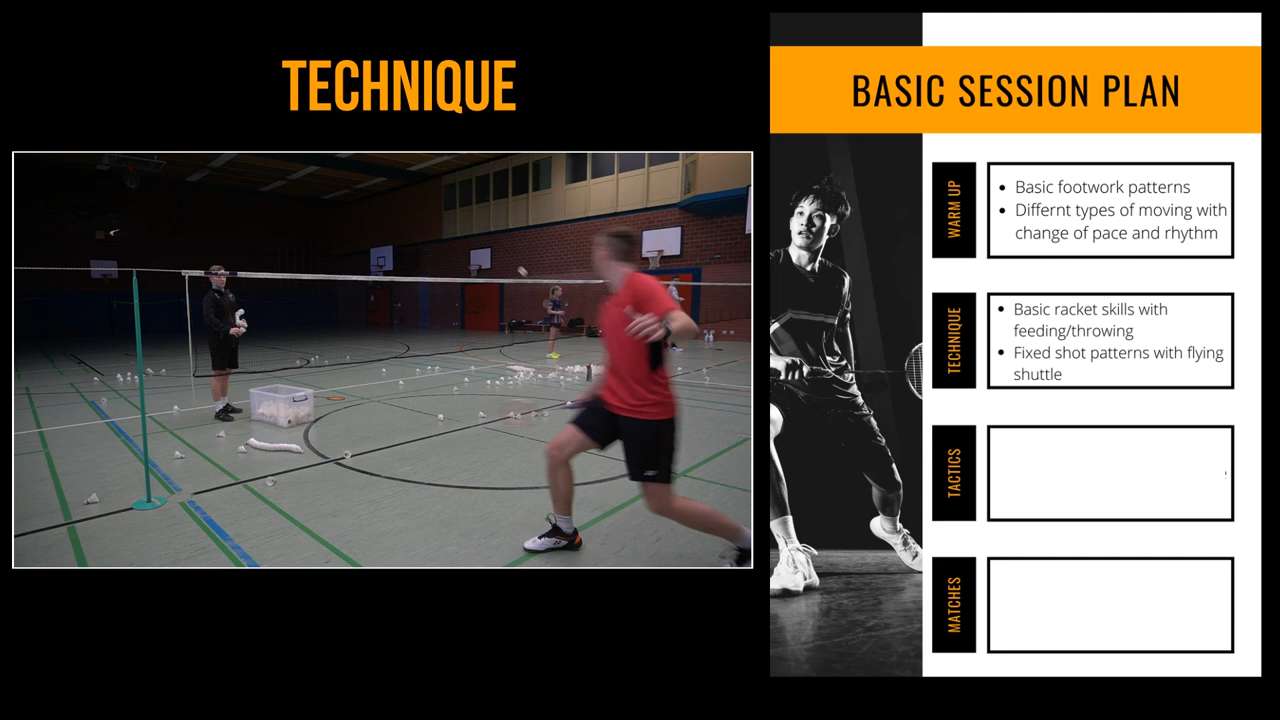 TECHNIQUE
BASIC SESSION PLAN
WARM UP
• Basic footwork patterns
• Differnt types of moving with
change of pace and rhythm
TECHNIQUE
• Basic racket skills with
feeding/throwing
• Fixed shot patterns with flying
shuttle
TACTICS
MATCHES